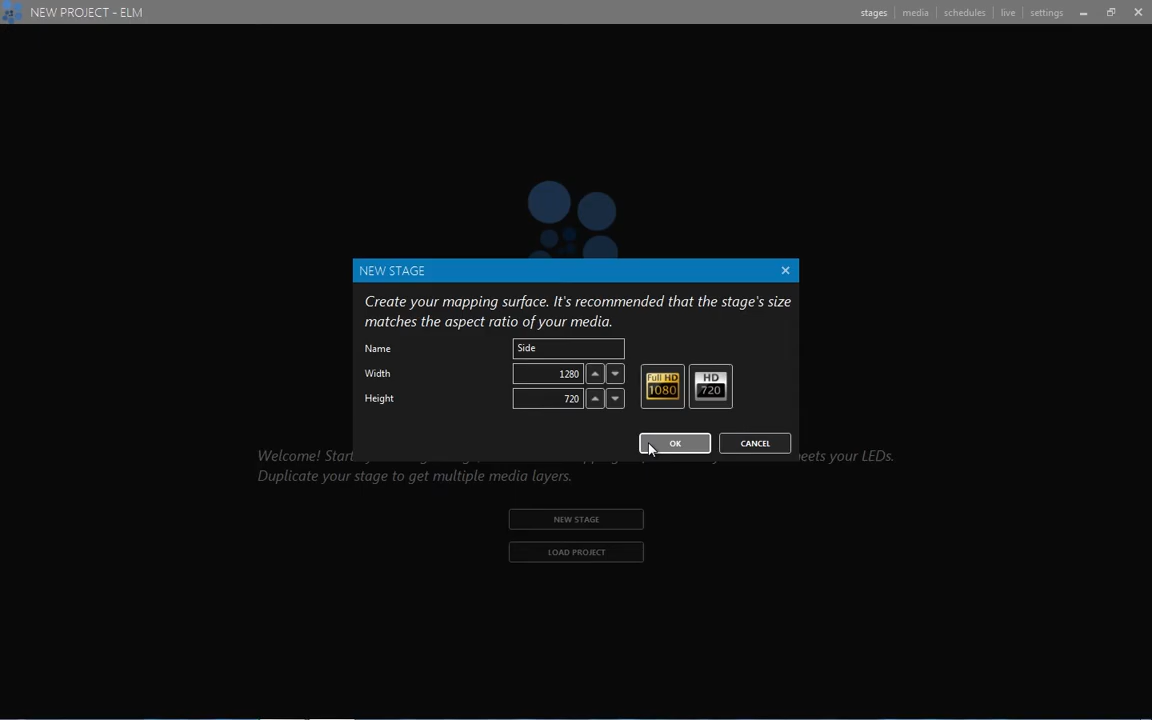 NEW PROJECT - ELM
stages
media
schedules
live
settings
NEW STAGE
Create your mapping surface. It's recommended that the stage's size
matches the aspect ratio of your media.
Name
Side
Width
1280
Height
720
Full HD
1080
HD
720
OK
CANCEL
Welcome! Start
eets your LEDs.
Duplicate your stage to get multiple media layers.
NEW STAGE
LOAD PROJECT